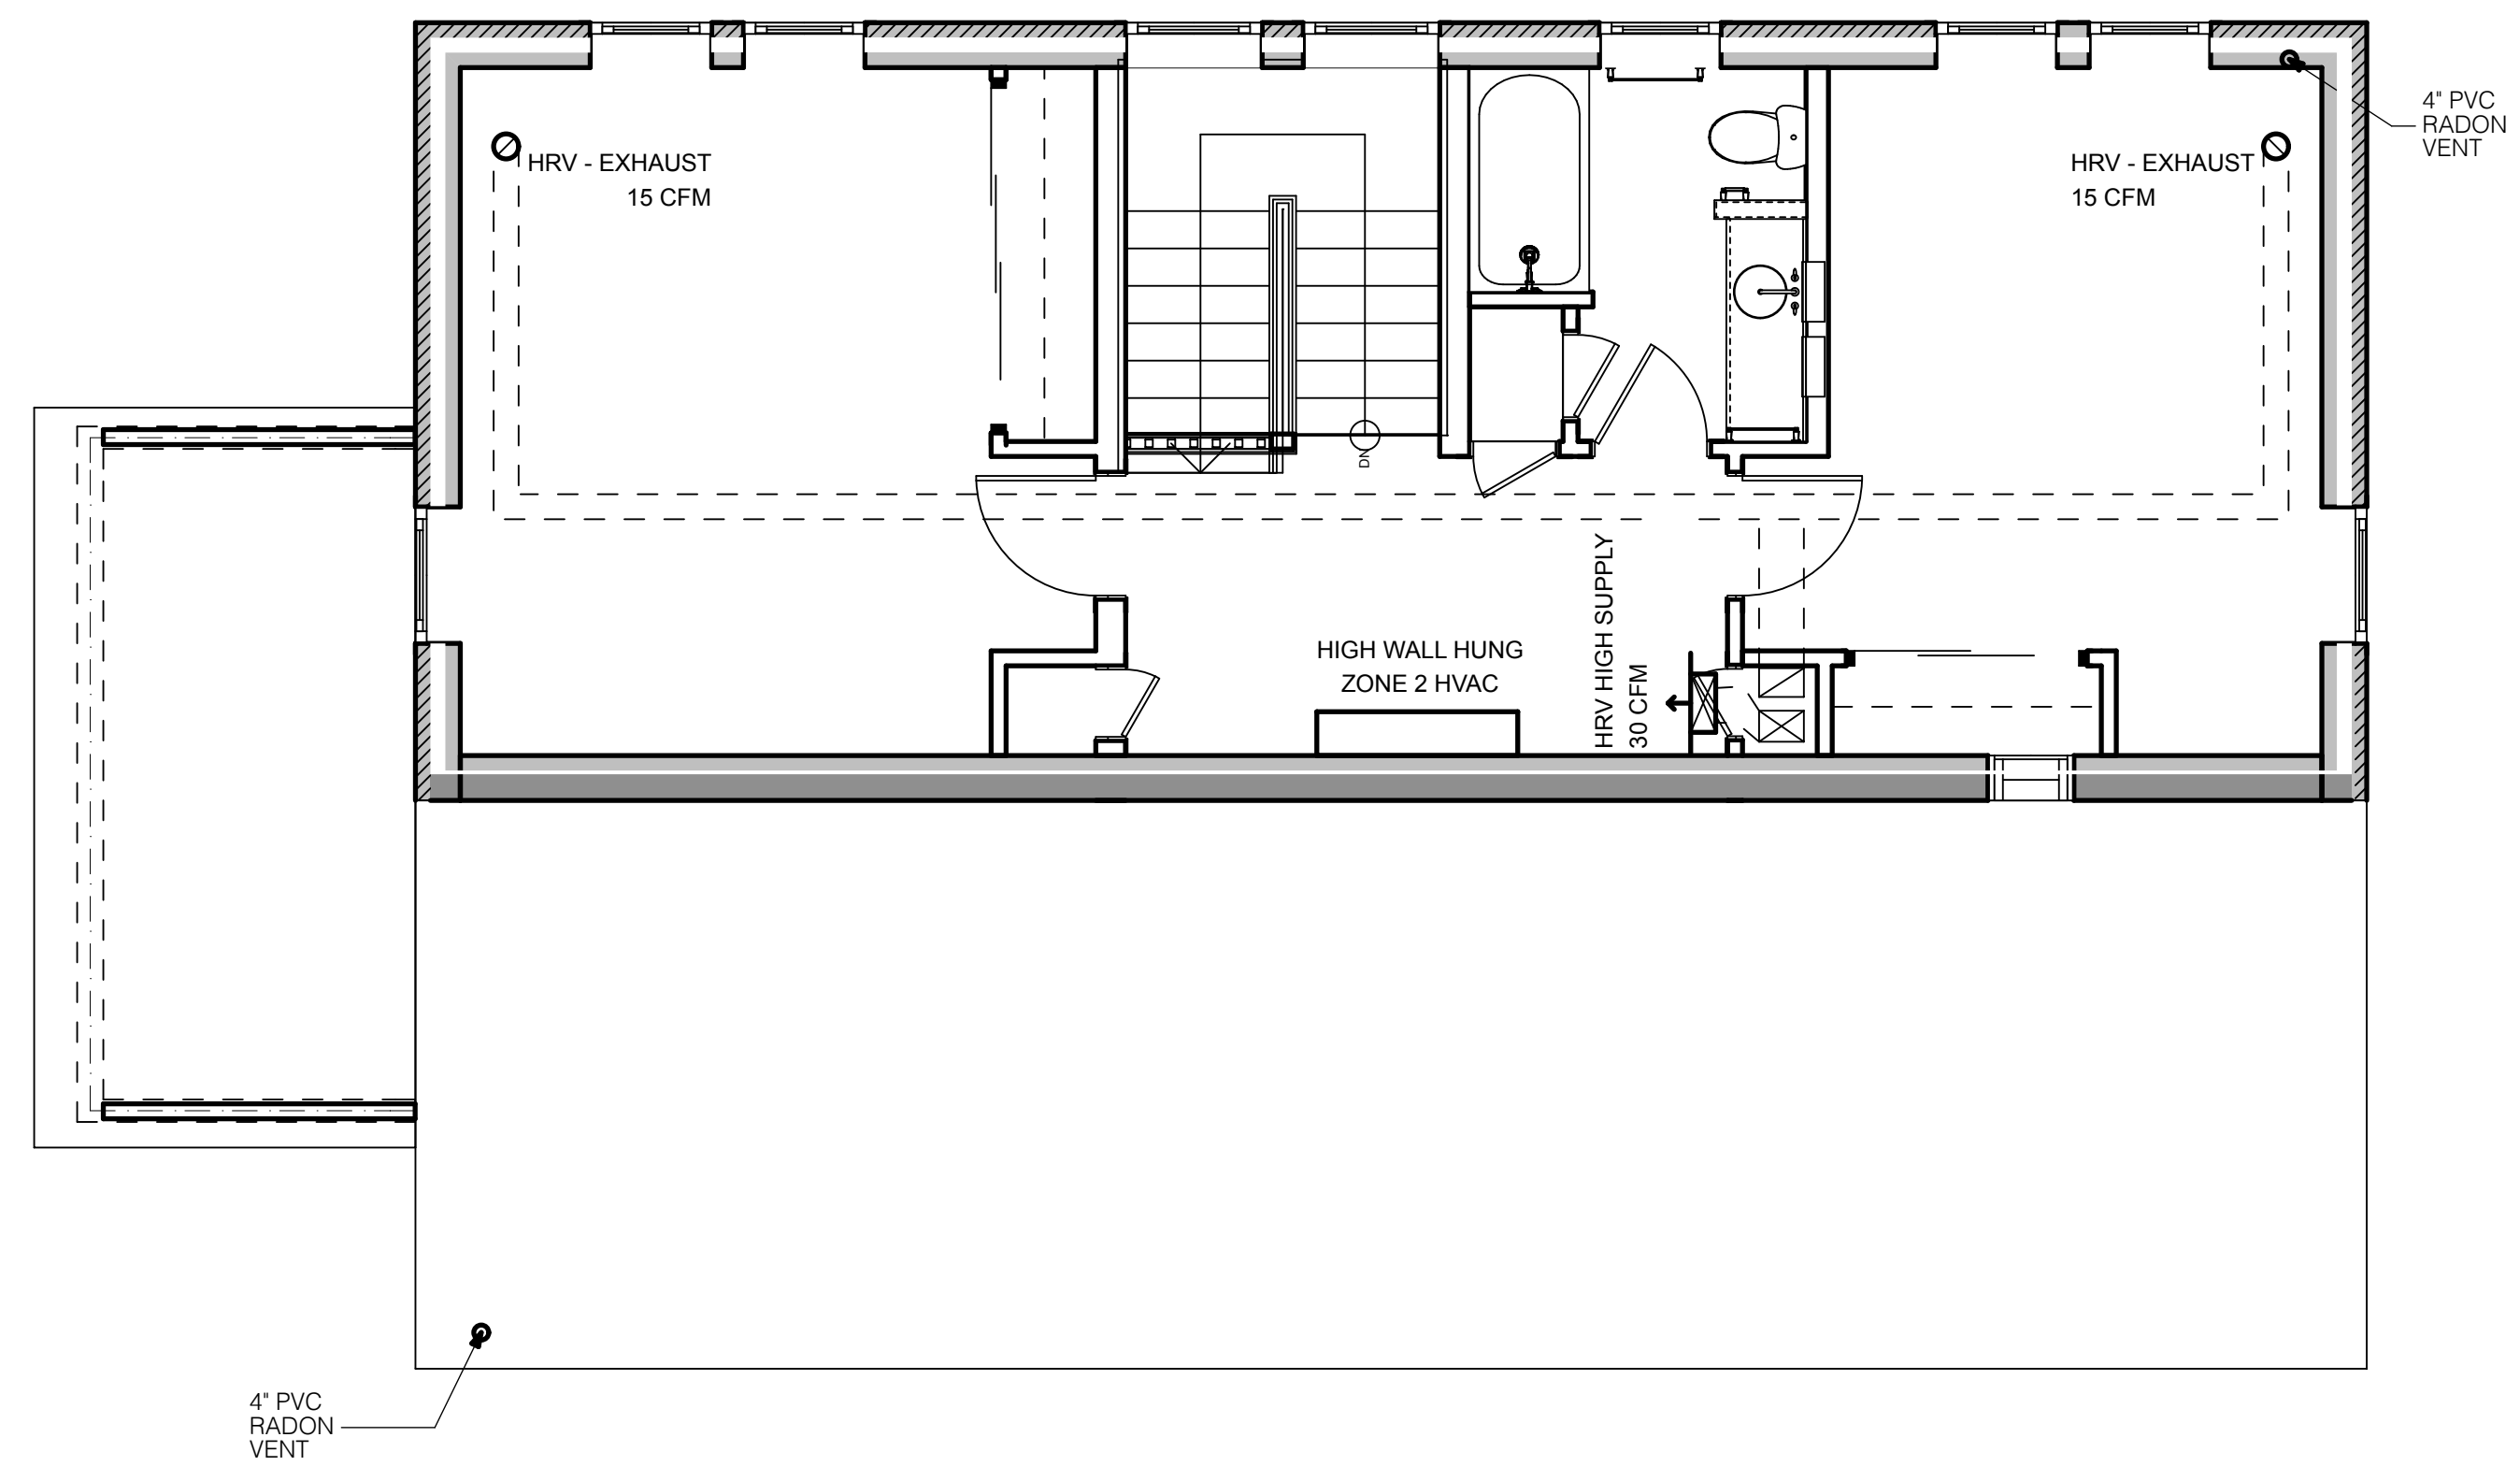 4" PVC
RADON
VENT
HRV - EXHAUST
15 CFM
HRV - EXHAUST
15 CFM
DN
HRV HIGH SUPPLY
30 CFM
HIGH WALL HUNG
ZONE 2 HVAC
4" PVC
RADON
VENT